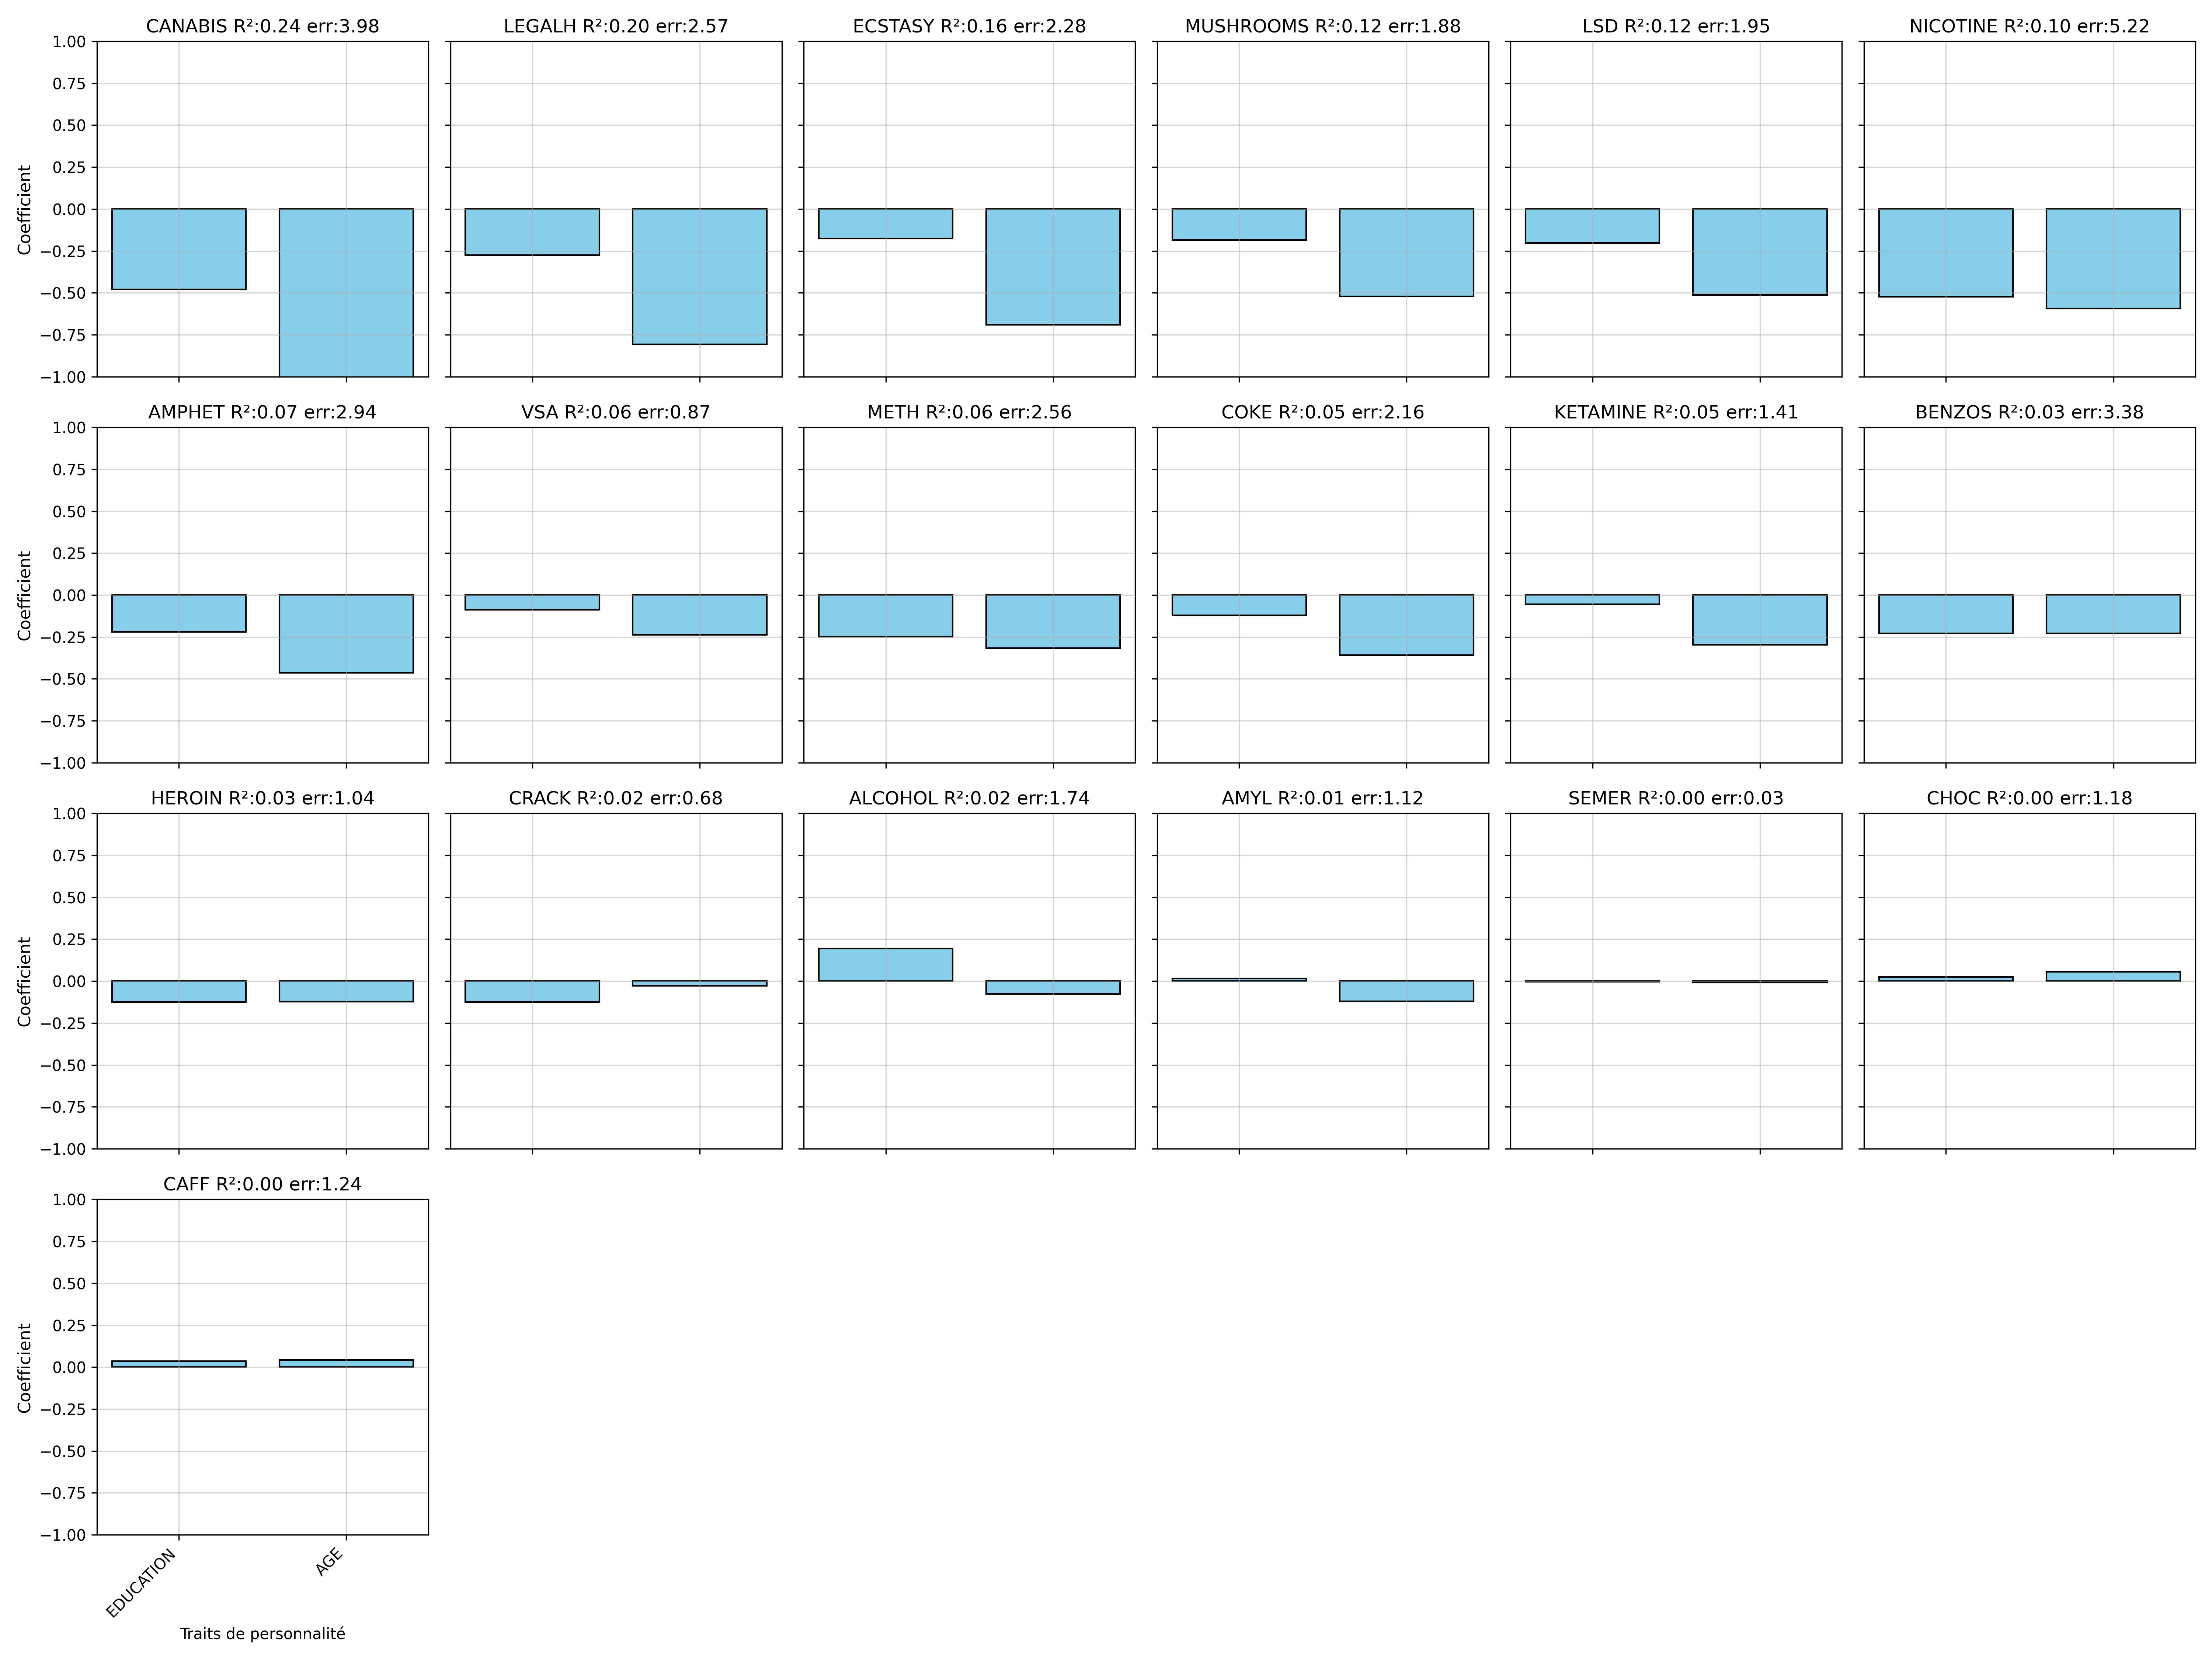 CANABIS R²:0.24 err:3.98
LEGALH R²:0.20 err:2.57
ECSTASY R²:0.16 err:2.28
MUSHROOMS R²:0.12 err:1.88
LSD R²:0.12 err:1.95
NICOTINE R²:0.10 err:5.22
1.00
0.75
0.50
0.25
0.00
−0.25
−0.50
−0.75
−1.00
Coefficient
AMPHET R²:0.07 err:2.94
VSA R²:0.06 err:0.87
METH R²:0.06 err:2.56
COKE R²:0.05 err:2.16
KETAMINE R²:0.05 err:1.41
BENZOS R²:0.03 err:3.38
1.00
0.75
0.50
0.25
0.00
−0.25
−0.50
−0.75
−1.00
Coefficient
HEROIN R²:0.03 err:1.04
CRACK R²:0.02 err:0.68
ALCOHOL R²:0.02 err:1.74
AMYL R²:0.01 err:1.12
SEMER R²:0.00 err:0.03
CHOC R²:0.00 err:1.18
1.00
0.75
0.50
0.25
0.00
−0.25
−0.50
−0.75
−1.00
Coefficient
CAFF R²:0.00 err:1.24
1.00
0.75
0.50
0.25
0.00
−0.25
−0.50
−0.75
−1.00
Coefficient
EDUCATION
AGE
Traits de personnalité